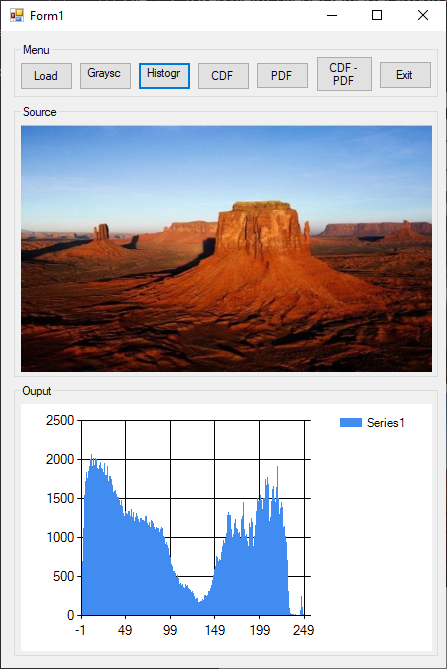 Form1
Menu
Load
Graysc
Histogr
CDF
PDF
CDF -
PDF
Exit
Source
Ouput
2500
2000
1500
1000
500
0
-1 49 99 149 199 249
Series1